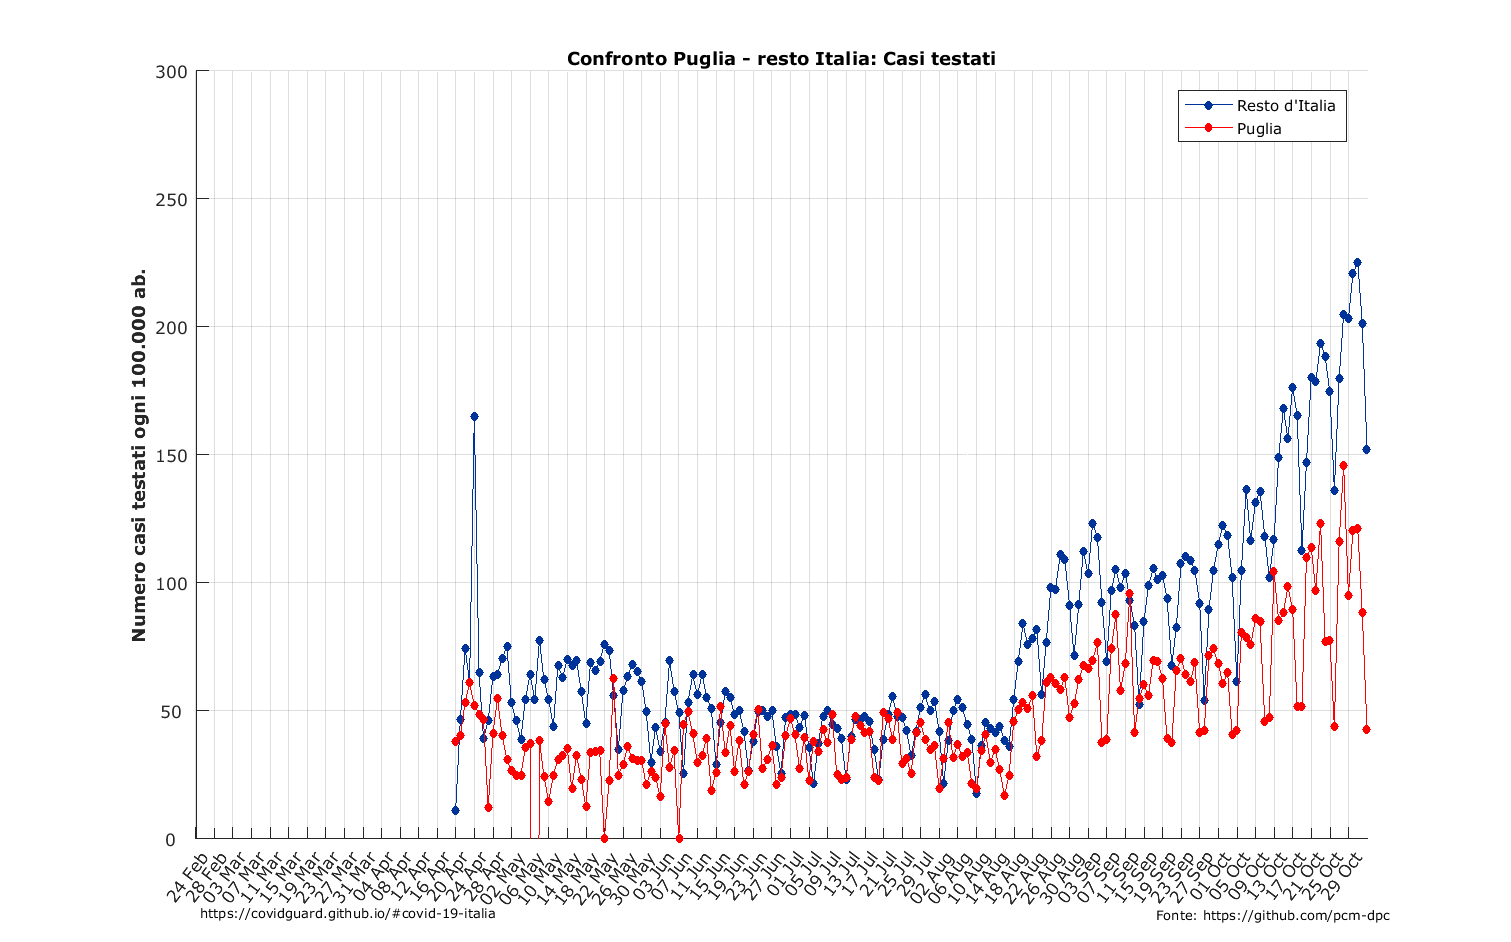 Confronto Puglia - resto Italia: Casi testati
Numero casi testati ogni 100.000 ab.
300
250
200
150
100
50
0
Resto d'Italia
Puglia
24 Feb
28 Feb
03 Mar
07 Mar
11 Mar
15 Mar
19 Mar
23 Mar
27 Mar
31 Mar
04 Apr
08 Apr
12 Apr
16 Apr
20 Apr
24 Apr
28 Apr
02 May
06 May
10 May
14 May
18 May
22 May
26 May
30 May
03 Jun
07 Jun
11 Jun
15 Jun
19 Jun
23 Jun
27 Jun
01 Jul
05 Jul
09 Jul
13 Jul
17 Jul
21 Jul
25 Jul
29 Jul
02 Aug
06 Aug
10 Aug
14 Aug
18 Aug
22 Aug
26 Aug
30 Aug
03 Sep
07 Sep
11 Sep
15 Sep
19 Sep
23 Sep
27 Sep
01 Oct
05 Oct
09 Oct
13 Oct
17 Oct
21 Oct
25 Oct
29 Oct
https://covidguard.github.io/#covid-19-italia
Fonte: https://github.com/pcm-dpc